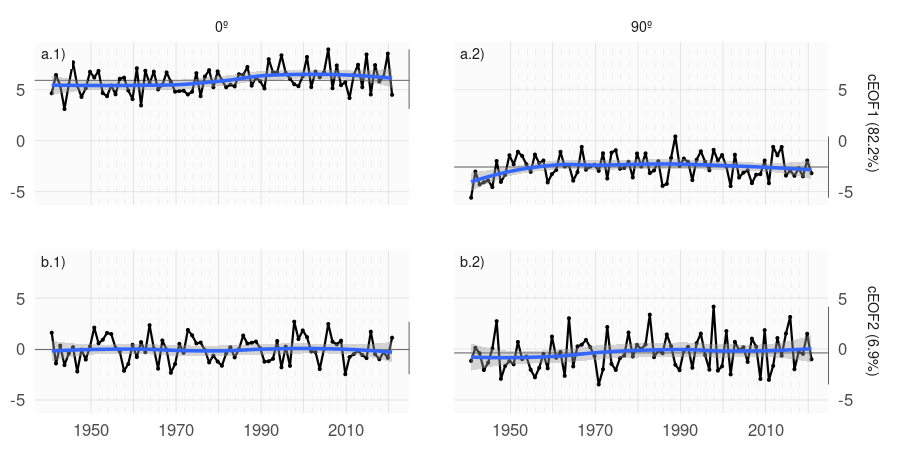 0º 90º
a.1) a.2)
5 5
0 0
-5 -5
cEOF1 (82.2%)
b.1) b.2)
5 5
0 0
-5 -5
cEOF2 (6.9%)
1950 1970 1990 2010 1950 1970 1990 2010